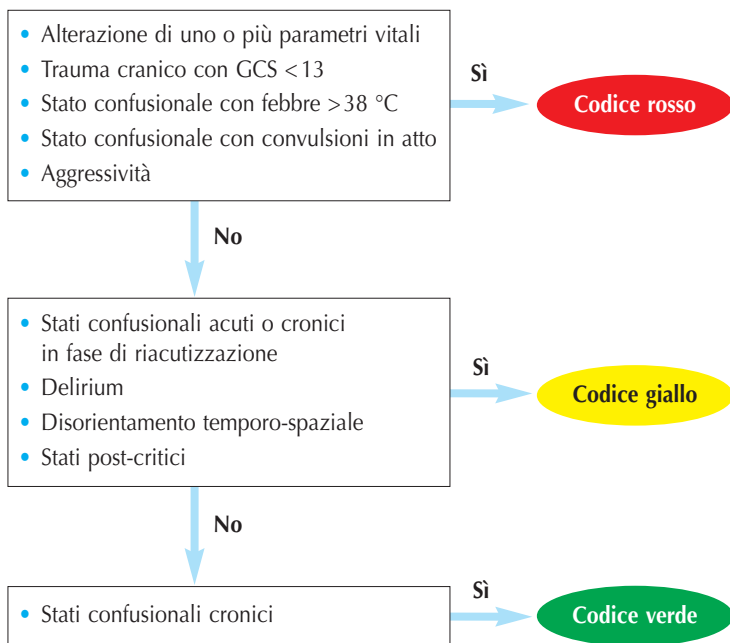 • Alterazione di uno o più parametri vitali
• Trauma cranico con GCS <13
• Stato confusionale con febbre >38 °C
• Stato confusionale con convulsioni in atto
• Aggressività
Sì
Codice rosso
No
• Stati confusionali acuti o cronici
in fase di riacutizzazione
• Delirium
• Disorientamento temporo-spaziale
• Stati post-critici
Sì
Codice giallo
No
• Stati confusionali cronici
Sì
Codice verde